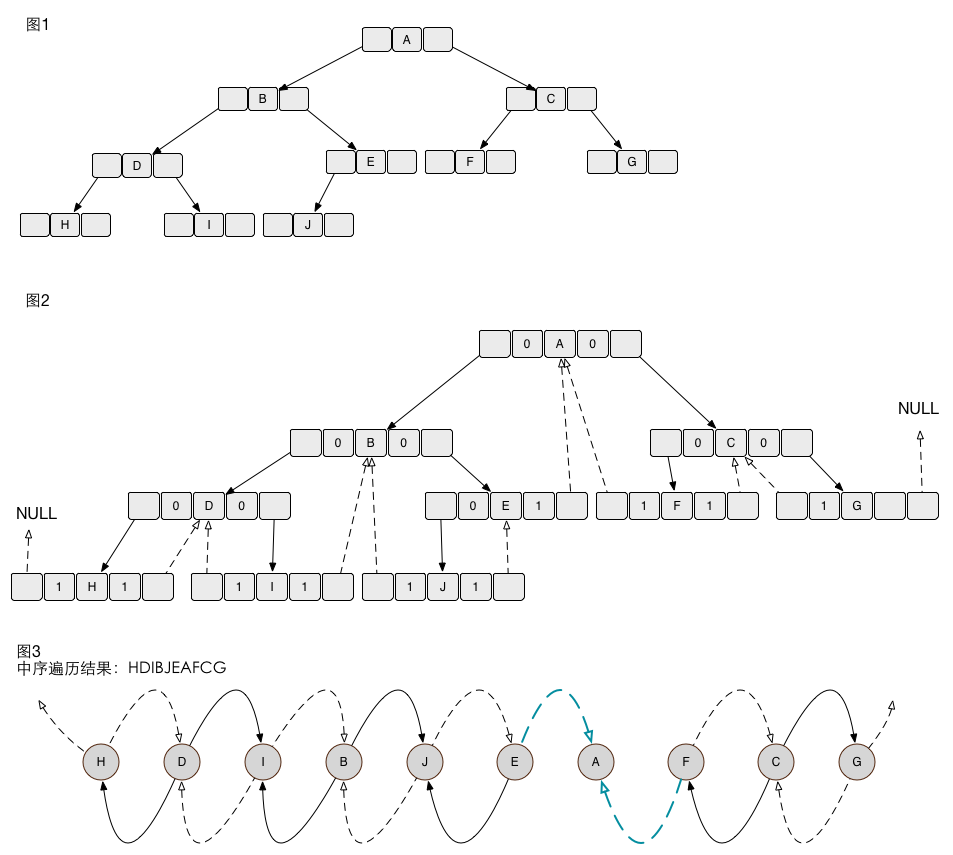 图1
A
B C
D E F G
H I J
图2
0 A 0
NULL
0 B 0 0 C 0
NULL
0 D 0 0 E 1 1 F 1 1 G
1 H 1 1 I 1 1 J 1
图3
中序遍历结果：HDIBJEAFCG
H D I B J E A F C G